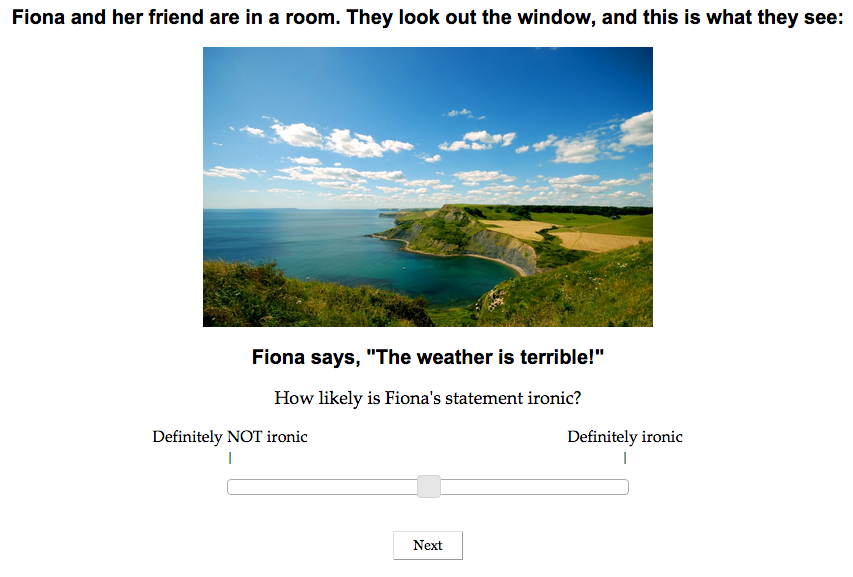 Fiona and her friend are in a room. They look out the window, and this is what they see:
Fiona says, "The weather is terrible!"
How likely is Fiona's statement ironic?
Definitely NOT ironic Definitely ironic
Next